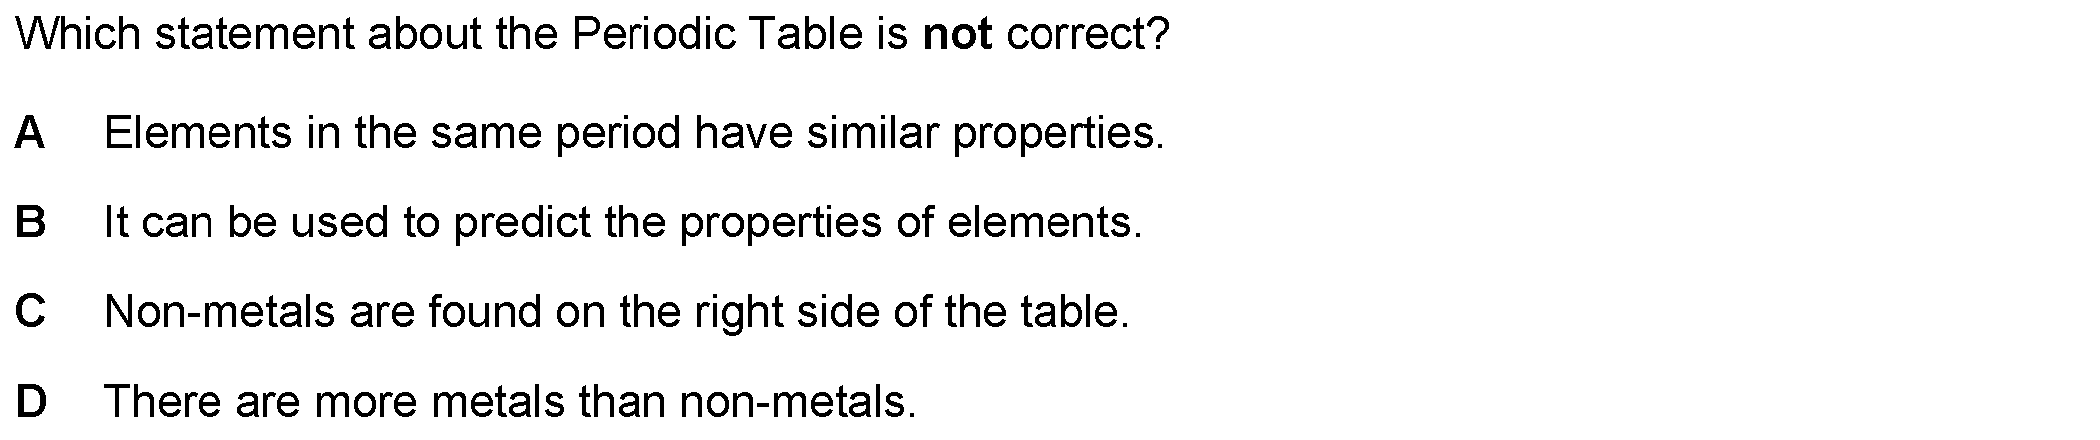 Which statement about the Periodic Table is not correct?
A Elements in the same period have similar properties.
B It can be used to predict the properties of elements.
C Non-metals are found on the right side of the table.
D There are more metals than non-metals.